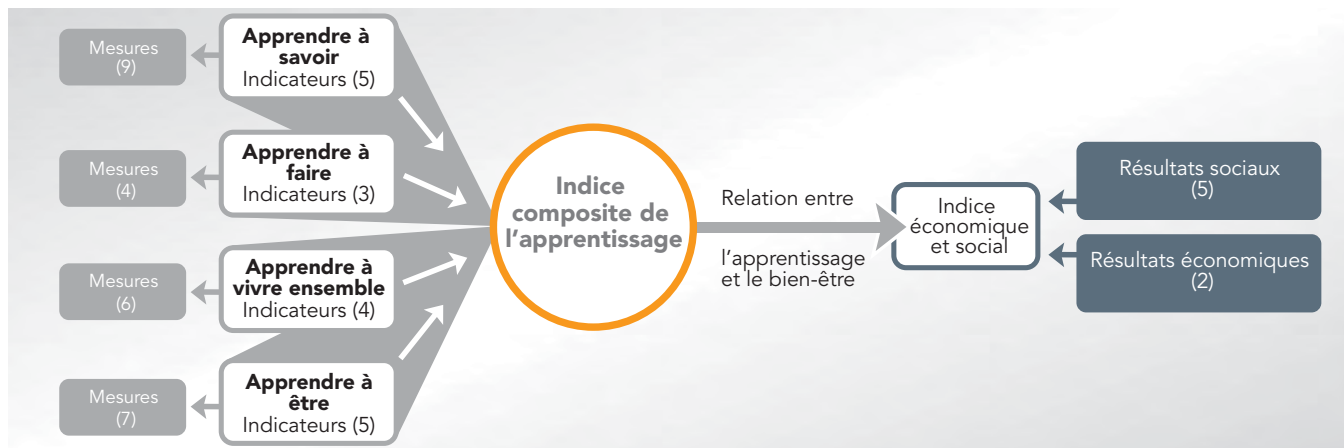 Mesures
(9)
Apprendre à
savoir
Indicateurs (5)
Mesures
(4)
Apprendre à
faire
Indicateurs (3)
Mesures
(6)
Apprendre à
vivre ensemble
Indicateurs (4)
Mesures
(7)
Apprendre à
être
Indicateurs (5)
Indice
composite de
l’apprentissage
Relation entre
l’apprentissage
et le bien-être
Indice
économique
et social
Résultats sociaux
(5)
Résultats économiques
(2)